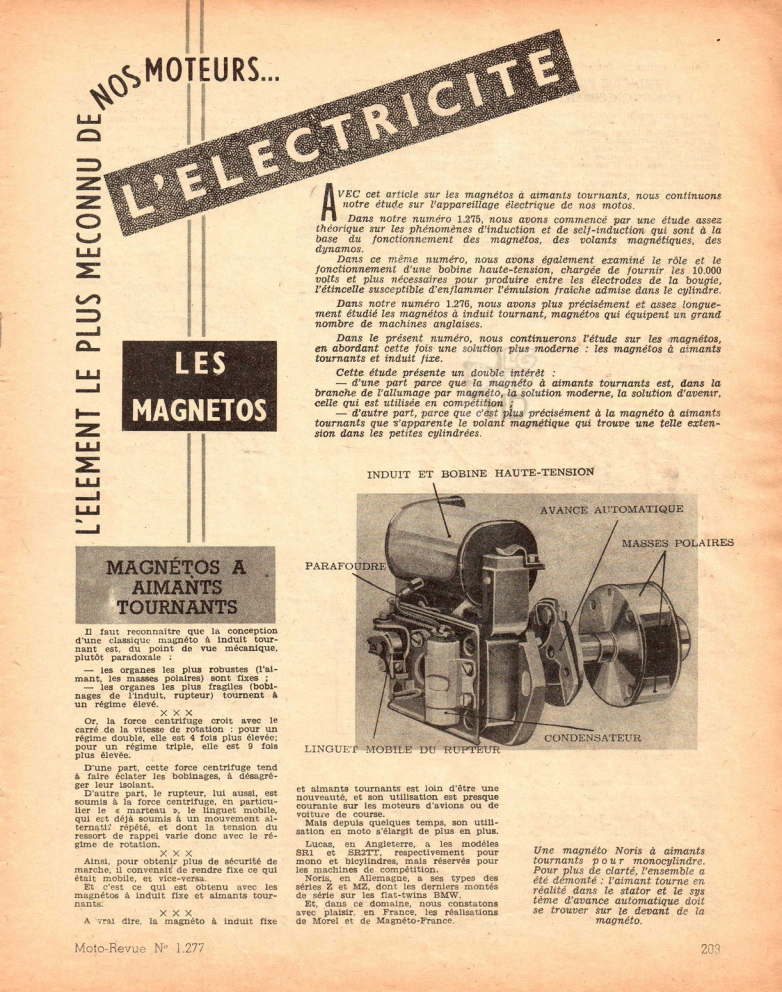 L'ELEMENT LE PLUS MECONNU DE NOS MOTEURS...
L'ELECTRICITE
LES
MAGNETOS
AVEC cet article sur les magnétos à aimants tournants, nous continuons
notre étude sur l'appareillage électrique de nos motos.
Dans notre numéro 1.275, nous avons commencé par une étude assez
théorique sur les phénomènes d'induction et de self-induction qui sont à la
base du fonctionnement des magnétos, des volants magnétiques, des
dynamos.
Dans ce même numéro, nous avons également examiné le rôle et le
fonctionnement d'une bobine haute-tension, chargée de fournir les 10.000
volts et plus nécessaires pour produire entre les électrodes de la bougie,
l'étincelle susceptible d'enflammer l'émulsion fraîche admise dans le cylindre.
Dans notre numéro 1.276, nous avons plus précisément et assez longue-
ment étudié les magnétos à induit tournant, magnétos qui équipent un grand
nombre de machines anglaises.
Dans le présent numéro, nous continuerons l'étude sur les magnétos,
en abordant cette fois une solution plus moderne : les magnétos à aimants
tournants et induit fixe.
Cette étude présente un double intérêt :
— d'une part parce que la magnéto à aimants tournants est, dans la
branche de l'allumage par magnéto, la solution moderne, la solution d'avenir,
celle qui est utilisée en compétition ;
— d'autre part, parce que c'est plus précisément à la magnéto à aimants
tournants que s'apparente le volant magnétique qui trouve une telle exten-
sion dans les petites cylindrées.
INDUIT ET BOBINE HAUTE-TENSION
AVANCE AUTOMATIQUE
MASSES POLAIRES
PARAFOUDRE
CONDENSATEUR
LINGUET MOBILE DU RUPTEUR
MAGNÉTOS A
AIMANTS
TOURNANTS
Il faut reconnaître que la conception
d'une classique magnéto à induit tour-
nant est, du point de vue mécanique,
plutôt paradoxale :
— les organes les plus robustes (l'ai-
mant, les masses polaires) sont fixes ;
— les organes les plus fragiles (bobi-
nages de l'induit, rupteur) tournent à
un régime élevé.
× × ×
Or, la force centrifuge croit avec le
carré de la vitesse de rotation : pour un
régime double, elle est 4 fois plus élevée;
pour un régime triple, elle est 9 fois
plus élevée.
D'une part, cette force centrifuge tend
à faire éclater les bobinages, à désagré-
ger leur isolant.
D'autre part, le rupteur, lui aussi, est
soumis à la force centrifuge, en particu-
lier le « marteau », le linguet mobile,
qui est déjà soumis à un mouvement al-
ternatif répété, et dont la tension du
ressort de rappel varie donc avec le ré-
gime de rotation.
× × ×
Ainsi, pour obtenir plus de sécurité de
marche, il convenait de rendre fixe ce qui
était mobile, et vice-versa.
Et c'est ce qui est obtenu avec les
magnétos à induit fixe et aimants tour-
nants.
× × ×
A vrai dire, la magnéto à induit fixe
et aimants tournants est loin d'être une
nouveauté, et son utilisation est presque
courante sur les moteurs d'avions ou de
voiture de course.
Mais depuis quelques temps, son utili-
sation en moto s'élargit de plus en plus.
Lucas, en Angleterre, a les modèles
SR1 et SR2TT, respectivement pour
mono et bicylindres, mais réservés pour
les machines de compétition.
Noris, en Allemagne, a ses types des
séries Z et MZ, dont les derniers montés
de série sur les flat-twins BMW.
Et, dans ce domaine, nous constatons
avec plaisir, en France, les réalisations
de Morel et de Magnéto-France.
Une magnéto Noris à aimants
tournants pour monocylindre.
Pour plus de clarté, l'ensemble a
été démonté : l'aimant tourne en
réalité dans le stator et le sys
tème d'avance automatique doit
se trouver sur le devant de la
magnéto.
Moto-Revue Nº 1.277
203